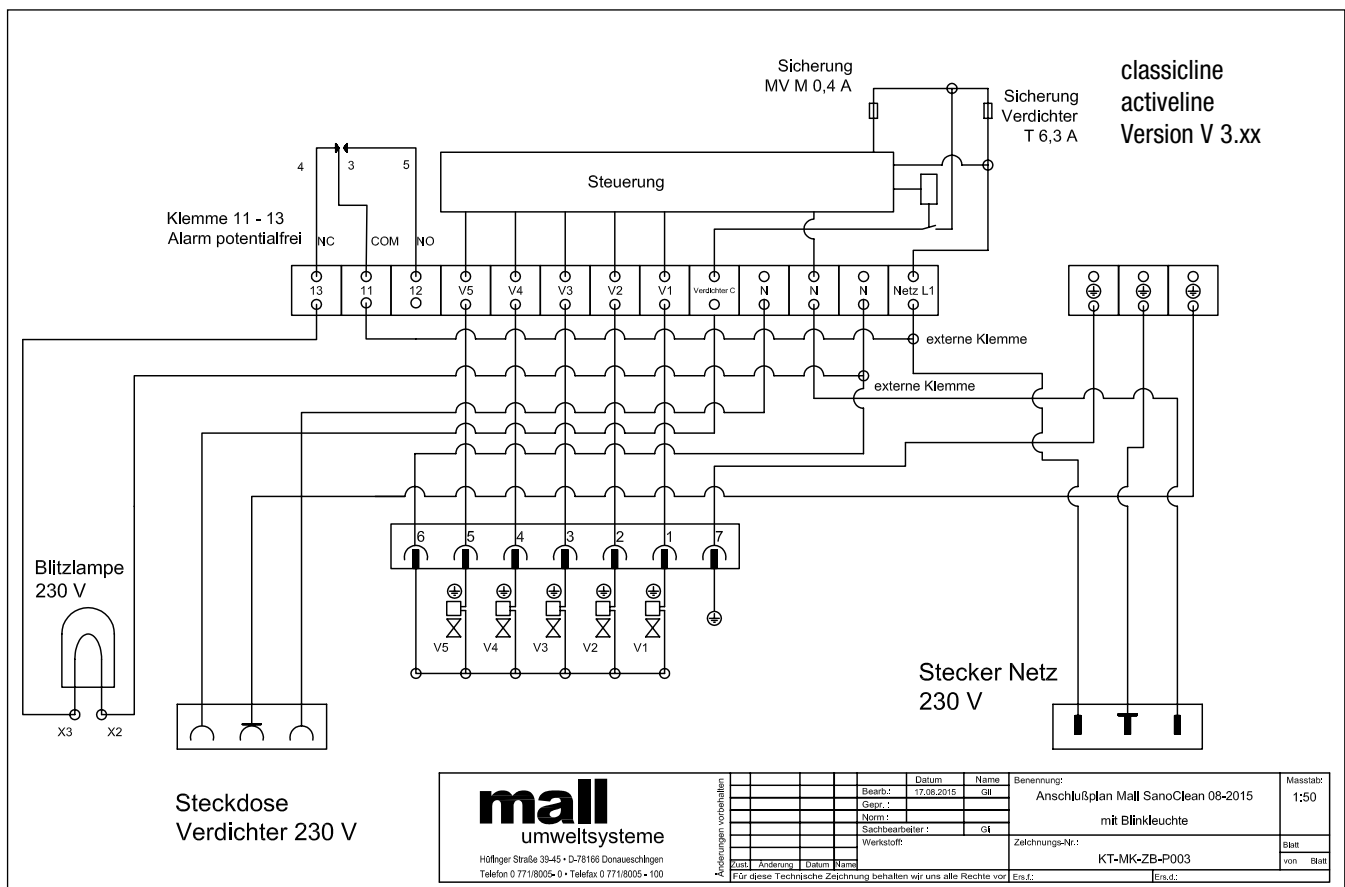 Sicherung
MV M 0,4 A
Sicherung
Verdichter
T 6,3 A
classicline
activeline
Version V 3.xx
4
3
5
Steuerung
Klemme 11 - 13
Alarm potentialfrei
NC
COM
NO
13
11
12
V5
V4
V3
V2
V1
Verdichter C
N
N
N
Netz L1
externe Klemme
externe Klemme
6
5
4
3
2
1
7
V5
V4
V3
V2
V1
Blitzlampe
230 V
X3
X2
Stecker Netz
230 V
Steckdose
Verdichter 230 V
mall
umweltsysteme
Hüfinger Straße 39-45 • D-78166 Donaueschingen
Telefon 0 771/8005- 0 • Telefax 0 771/8005 - 100
Änderungen vorbehalten
Datum
Name
Bearb.:
17.08.2015
Gil
Gepr. :
Norm :
Sachbearbeiter :
Gi
Werkstoff:
Zust.
Änderung
Datum
Name
Für diese Technische Zeichnung behalten wir uns alle Rechte vor
Benennung:
Anschlußplan Mall SanoClean 08-2015
mit Blinkleuchte
Masstab:
1:50
Zeichnungs-Nr.:
KT-MK-ZB-P003
Blatt
von Blatt
Ers.f.:
Ers.d.: